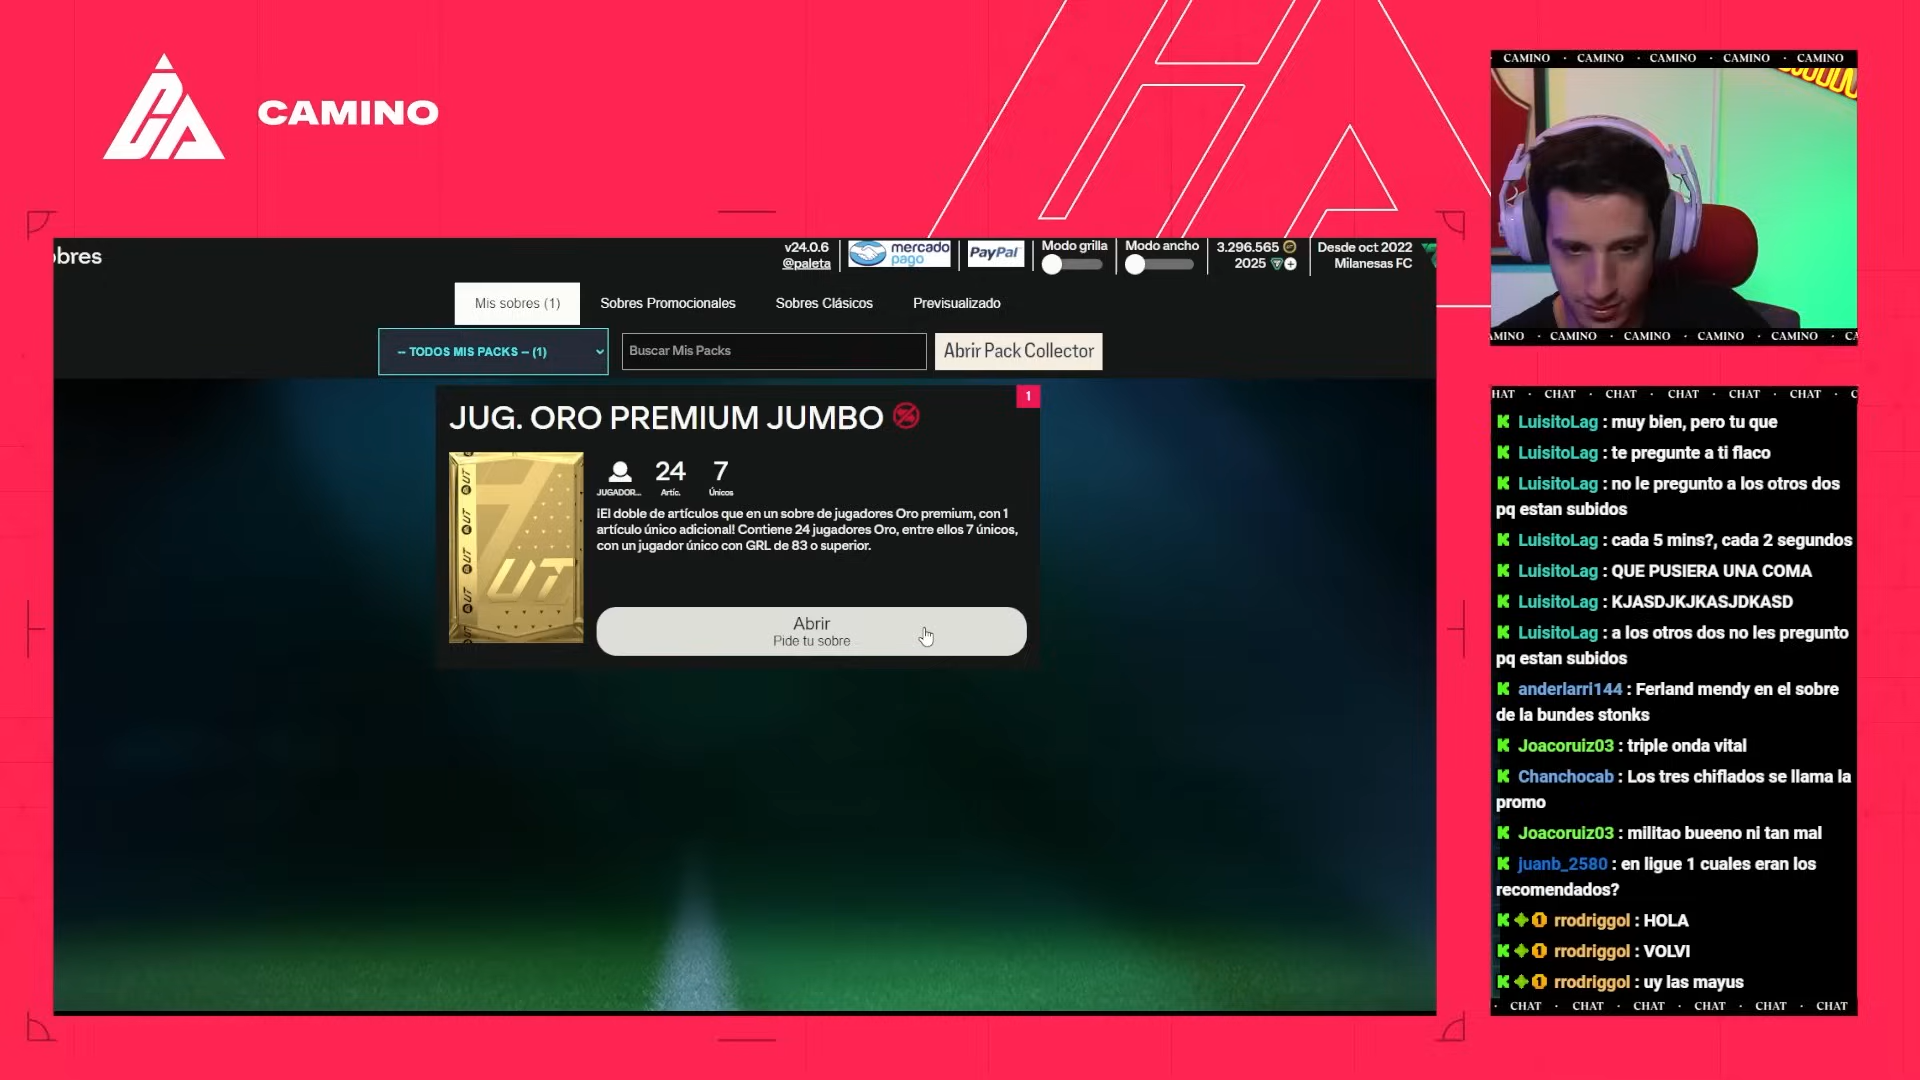 CAMINO
obres
v24.0.6
@paleta
mercado
pago
PayPal
Modo grilla
Modo ancho
3.296.565
2025
Desde oct 2022
Milanesas FC
Mis sobres (1)
Sobres Promocionales
Sobres Clásicos
Previsualizado
-- TODOS MIS PACKS -- (1)
Buscar Mis Packs
Abrir Pack Collector
1
JUG. ORO PREMIUM JUMBO
JUGADOR...
24
Artíc.
7
Únicos
¡El doble de artículos que en un sobre de jugadores Oro premium, con 1
artículo único adicional! Contiene 24 jugadores Oro, entre ellos 7 únicos,
con un jugador único con GRL de 83 o superior.
UT
7
UT
Abrir
Pide tu sobre
CAMINO · CAMINO · CAMINO · CAMINO · CAMINO
AMINO · CAMINO · CAMINO · CAMINO · CAMINO · CA
HAT · CHAT · CHAT · CHAT · CHAT · CHAT · C
LuisitoLag : muy bien, pero tu que
LuisitoLag : te pregunte a ti flaco
LuisitoLag : no le pregunto a los otros dos
pq estan subidos
LuisitoLag : cada 5 mins?, cada 2 segundos
LuisitoLag : QUE PUSIERA UNA COMA
LuisitoLag : KJASDJKJKASJDKASD
LuisitoLag : a los otros dos no les pregunto
pq estan subidos
anderlarri144 : Ferland mendy en el sobre
de la bundes stonks
Joacoruiz03 : triple onda vital
Chanchocab : Los tres chiflados se llama la
promo
Joacoruiz03 : militao bueeno ni tan mal
juanb_2580 : en ligue 1 cuales eran los
recomendados?
rrodriggol : HOLA
rrodriggol : VOLVI
rrodriggol : uy las mayus
· CHAT · CHAT · CHAT · CHAT · CHAT · CHAT